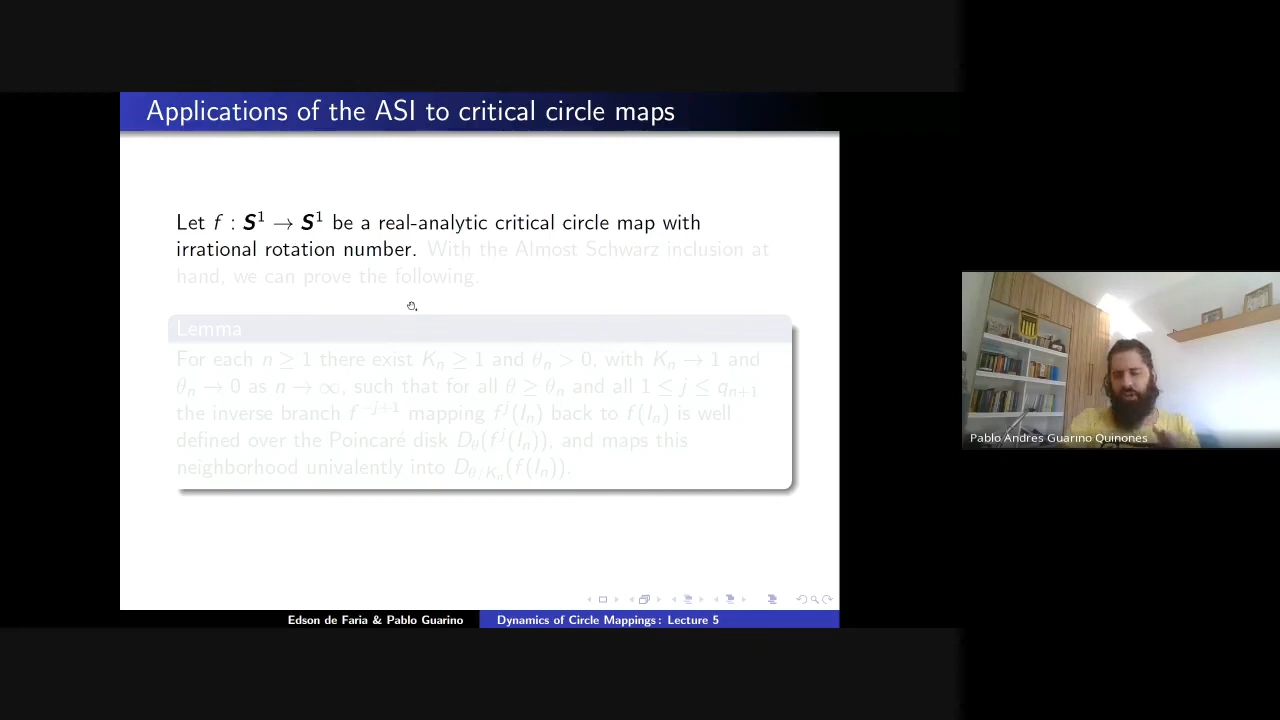 Applications of the ASI to critical circle maps
Let f : S¹ → S¹ be a real-analytic critical circle map with
irrational rotation number. With the Almost Schwarz inclusion at
hand, we can prove the following.
Lemma
For each n ≥ 1 there exist Kₙ ≥ 1 and θₙ > 0, with Kₙ → 1 and
θₙ → 0 as n → ∞, such that for all θ ≥ θₙ and all 1 ≤ j ≤ qₙ₊₁
the inverse branch f⁻ʲ⁺¹ mapping fʲ(Iₙ) back to f(Iₙ) is well
defined over the Poincaré disk D_θ(fʲ(Iₙ)), and maps this
neighborhood univalently into D_{θ/Kₙ}(f(Iₙ)).
Pablo Andres Guarino Quinones
Edson de Faria & Pablo Guarino Dynamics of Circle Mappings: Lecture 5